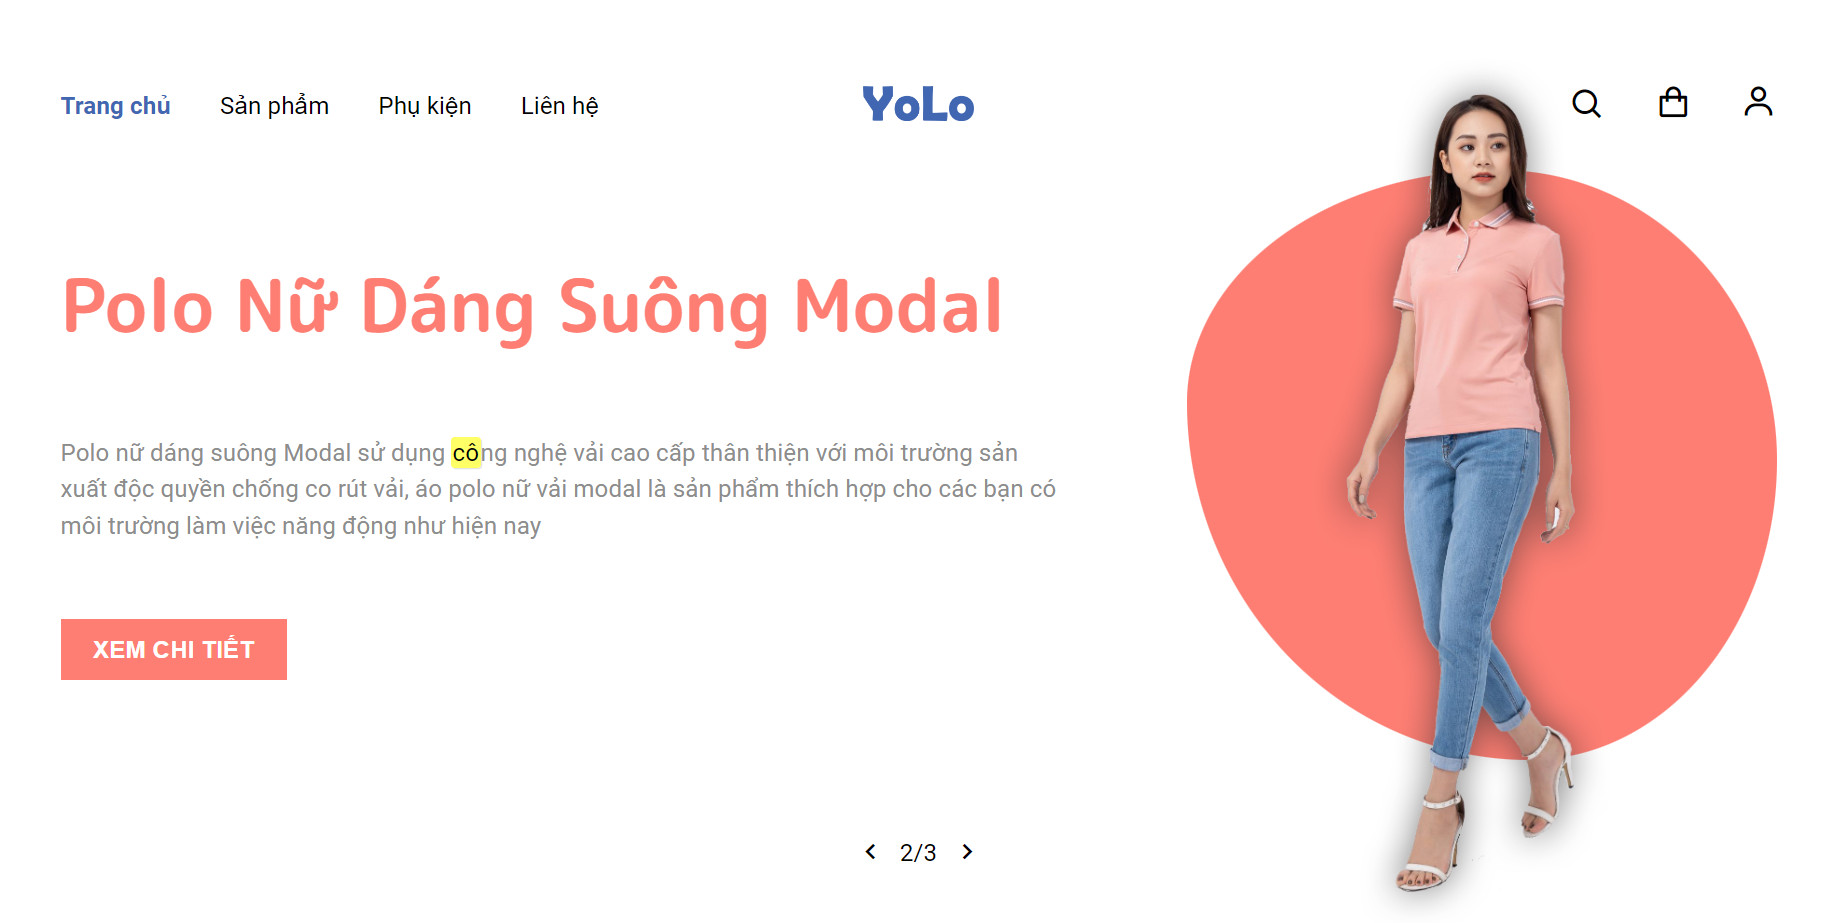 Trang chủ Sản phẩm Phụ kiện Liên hệ YoLo
Polo Nữ Dáng Suông Modal
Polo nữ dáng suông Modal sử dụng công nghệ vải cao cấp thân thiện với môi trường sản
xuất độc quyền chống co rút vải, áo polo nữ vải modal là sản phẩm thích hợp cho các bạn có
môi trường làm việc năng động như hiện nay
XEM CHI TIẾT
2/3